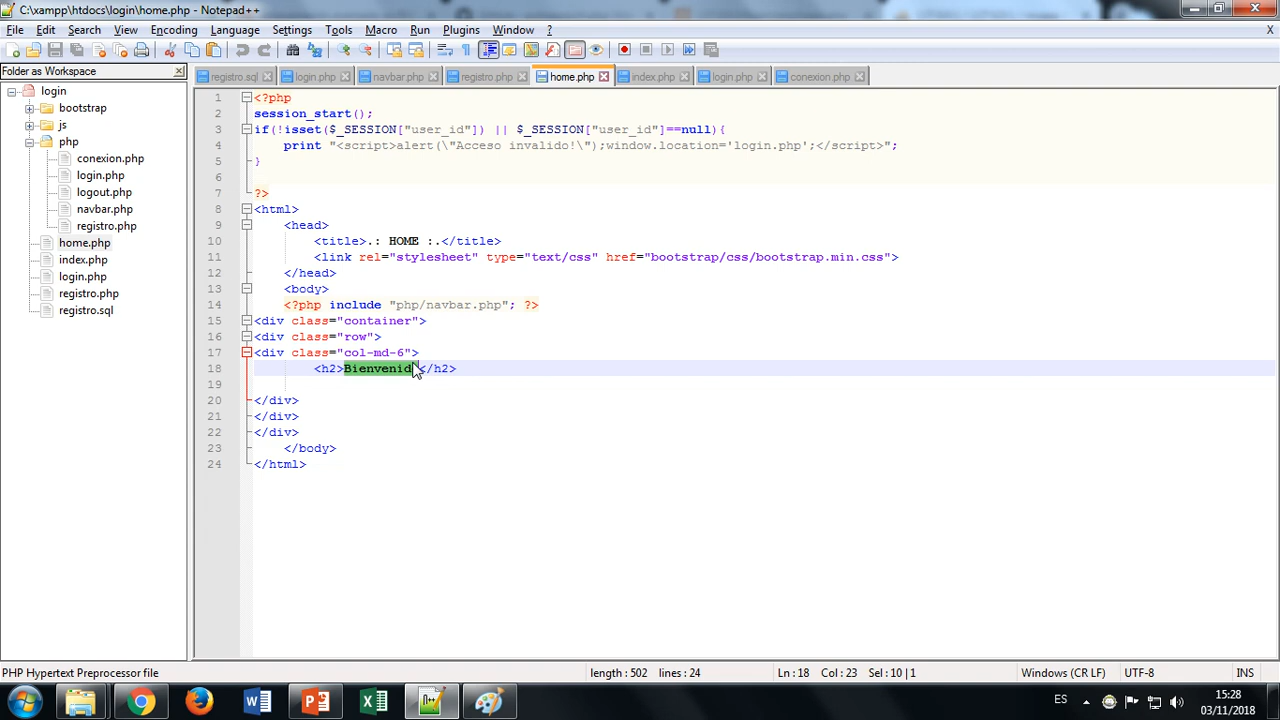 C:\xampp\htdocs\login\home.php - Notepad++
File Edit Search View Encoding Language Settings Tools Macro Run Plugins Window ? X
Folder as Workspace
registro.sql login.php navbar.php registro.php home.php index.php login.php conexion.php
login
bootstrap
js
php
conexion.php
login.php
logout.php
navbar.php
registro.php
home.php
index.php
login.php
registro.php
registro.sql
1 <?php
2 session_start();
3 if(!isset($_SESSION["user_id"]) || $_SESSION["user_id"]==null){
4 print "<script>alert(\"Acceso invalido!\");window.location='login.php';</script>";
5 }
6
7 ?>
8 <html>
9 <head>
10 <title>.: HOME :.</title>
11 <link rel="stylesheet" type="text/css" href="bootstrap/css/bootstrap.min.css">
12 </head>
13 <body>
14 <?php include "php/navbar.php"; ?>
15 <div class="container">
16 <div class="row">
17 <div class="col-md-6">
18 <h2>Bienvenid </h2>
19
20 </div>
21 </div>
22 </div>
23 </body>
24 </html>
PHP Hypertext Preprocessor file length : 502 lines : 24 Ln : 18 Col : 23 Sel : 10 | 1 Windows (CR LF) UTF-8 INS
ES 15:28
03/11/2018